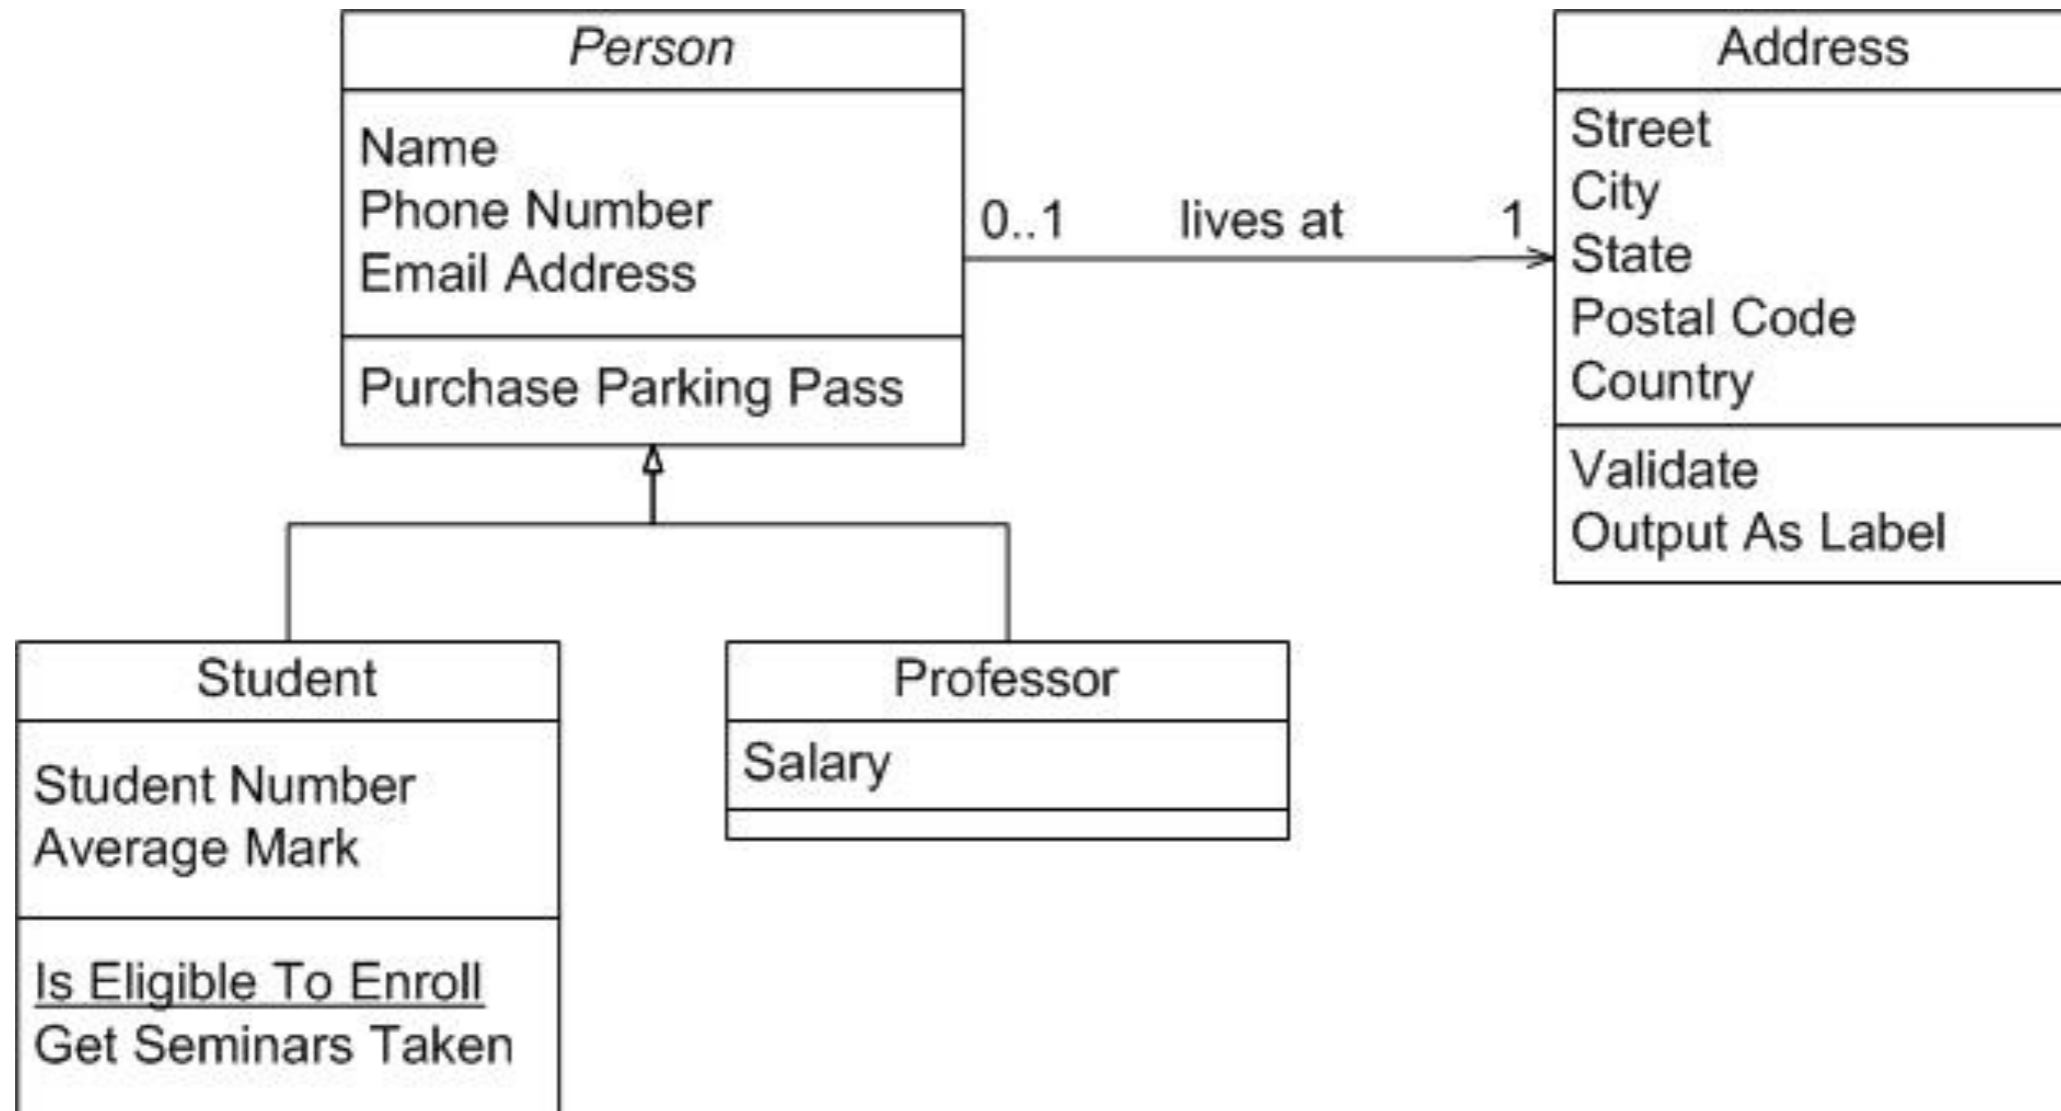 Person
Name
Phone Number
Email Address
Purchase Parking Pass
0..1 lives at 1
Address
Street
City
State
Postal Code
Country
Validate
Output As Label
Student
Student Number
Average Mark
Is Eligible To Enroll
Get Seminars Taken
Professor
Salary